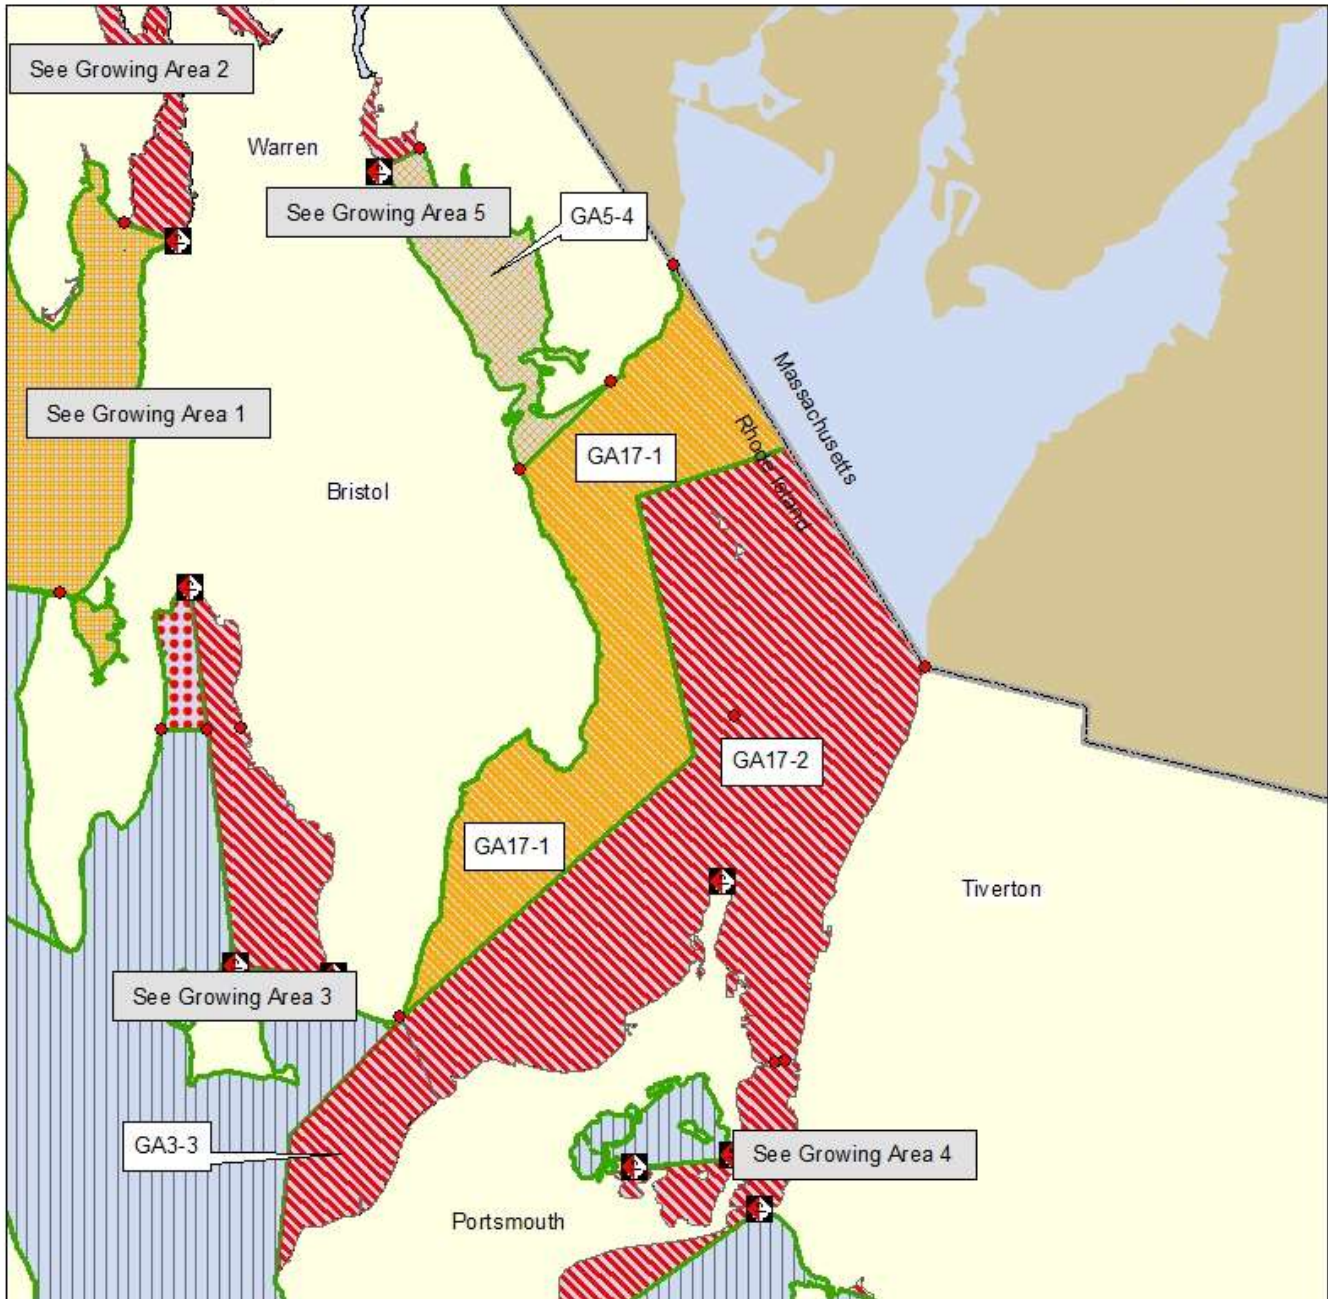 See Growing Area 2
Warren
See Growing Area 5
GA5-4
See Growing Area 1
Massachusetts
Rhode Island
GA17-1
Bristol
GA17-2
GA17-1
Tiverton
See Growing Area 3
GA3-3
See Growing Area 4
Portsmouth